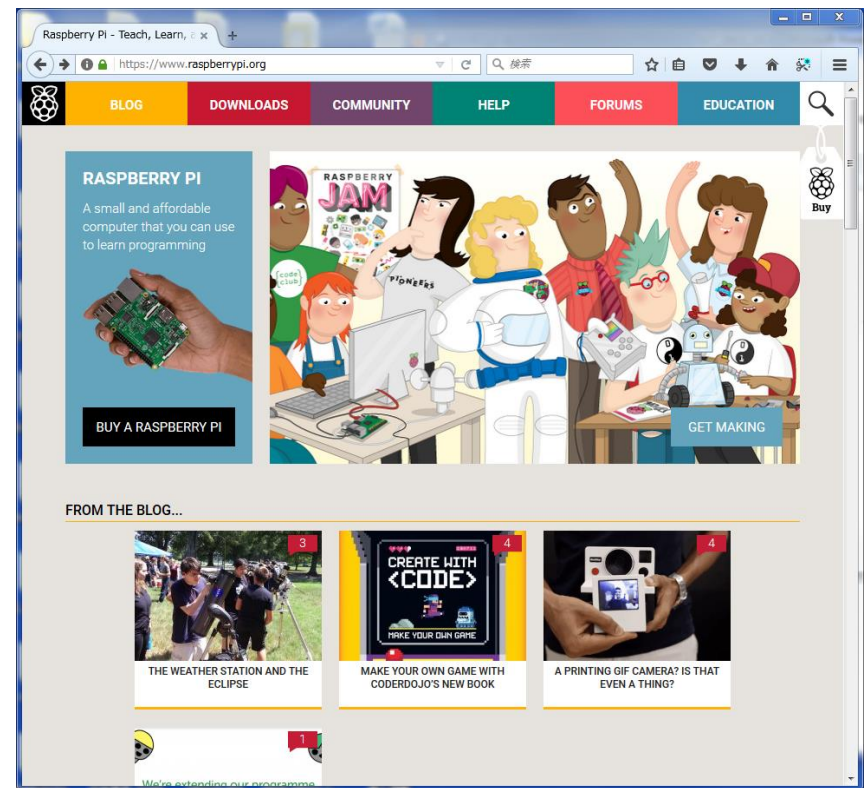 Raspberry Pi - Teach, Learn, a
https://www.raspberrypi.org
検索
BLOG
DOWNLOADS
COMMUNITY
HELP
FORUMS
EDUCATION
Buy
RASPBERRY PI
A small and affordable
computer that you can use
to learn programming
BUY A RASPBERRY PI
RASPBERRY
JAM
{code
club}
PIONEERS
GET MAKING
FROM THE BLOG...
3
THE WEATHER STATION AND THE
ECLIPSE
4
CREATE WITH
<CODE>
MAKE YOUR OWN GAME
MAKE YOUR OWN GAME WITH
CODERDOJO'S NEW BOOK
4
A PRINTING GIF CAMERA? IS THAT
EVEN A THING?
1
We're extending our programme